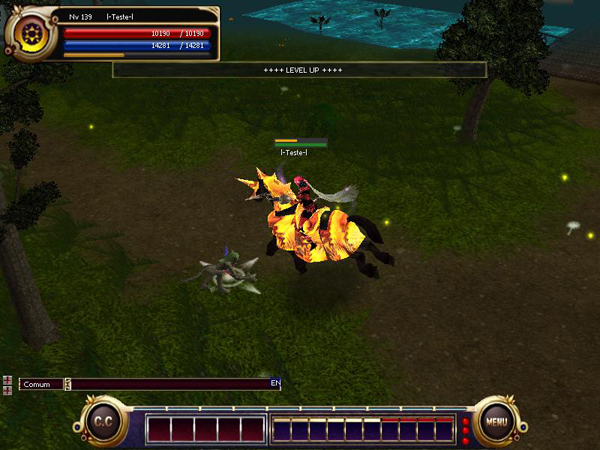 Nv 139 l-Teste-l
10190 / 10190
14281 / 14281
++++ LEVEL UP ++++
l-Teste-l
Comum
EN
C.C
MENU